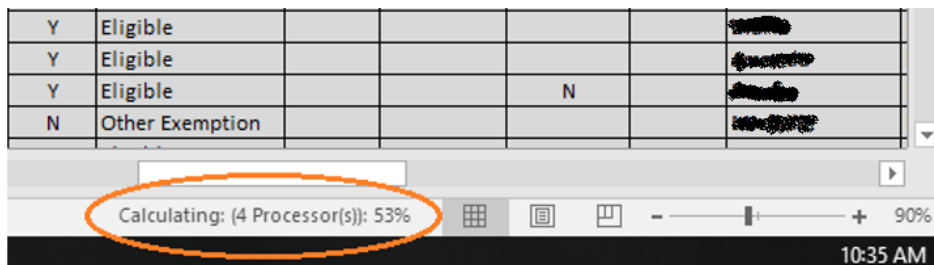 Y Eligible
Y Eligible
Y Eligible N
N Other Exemption
Calculating: (4 Processor(s)): 53% 90%
10:35 AM